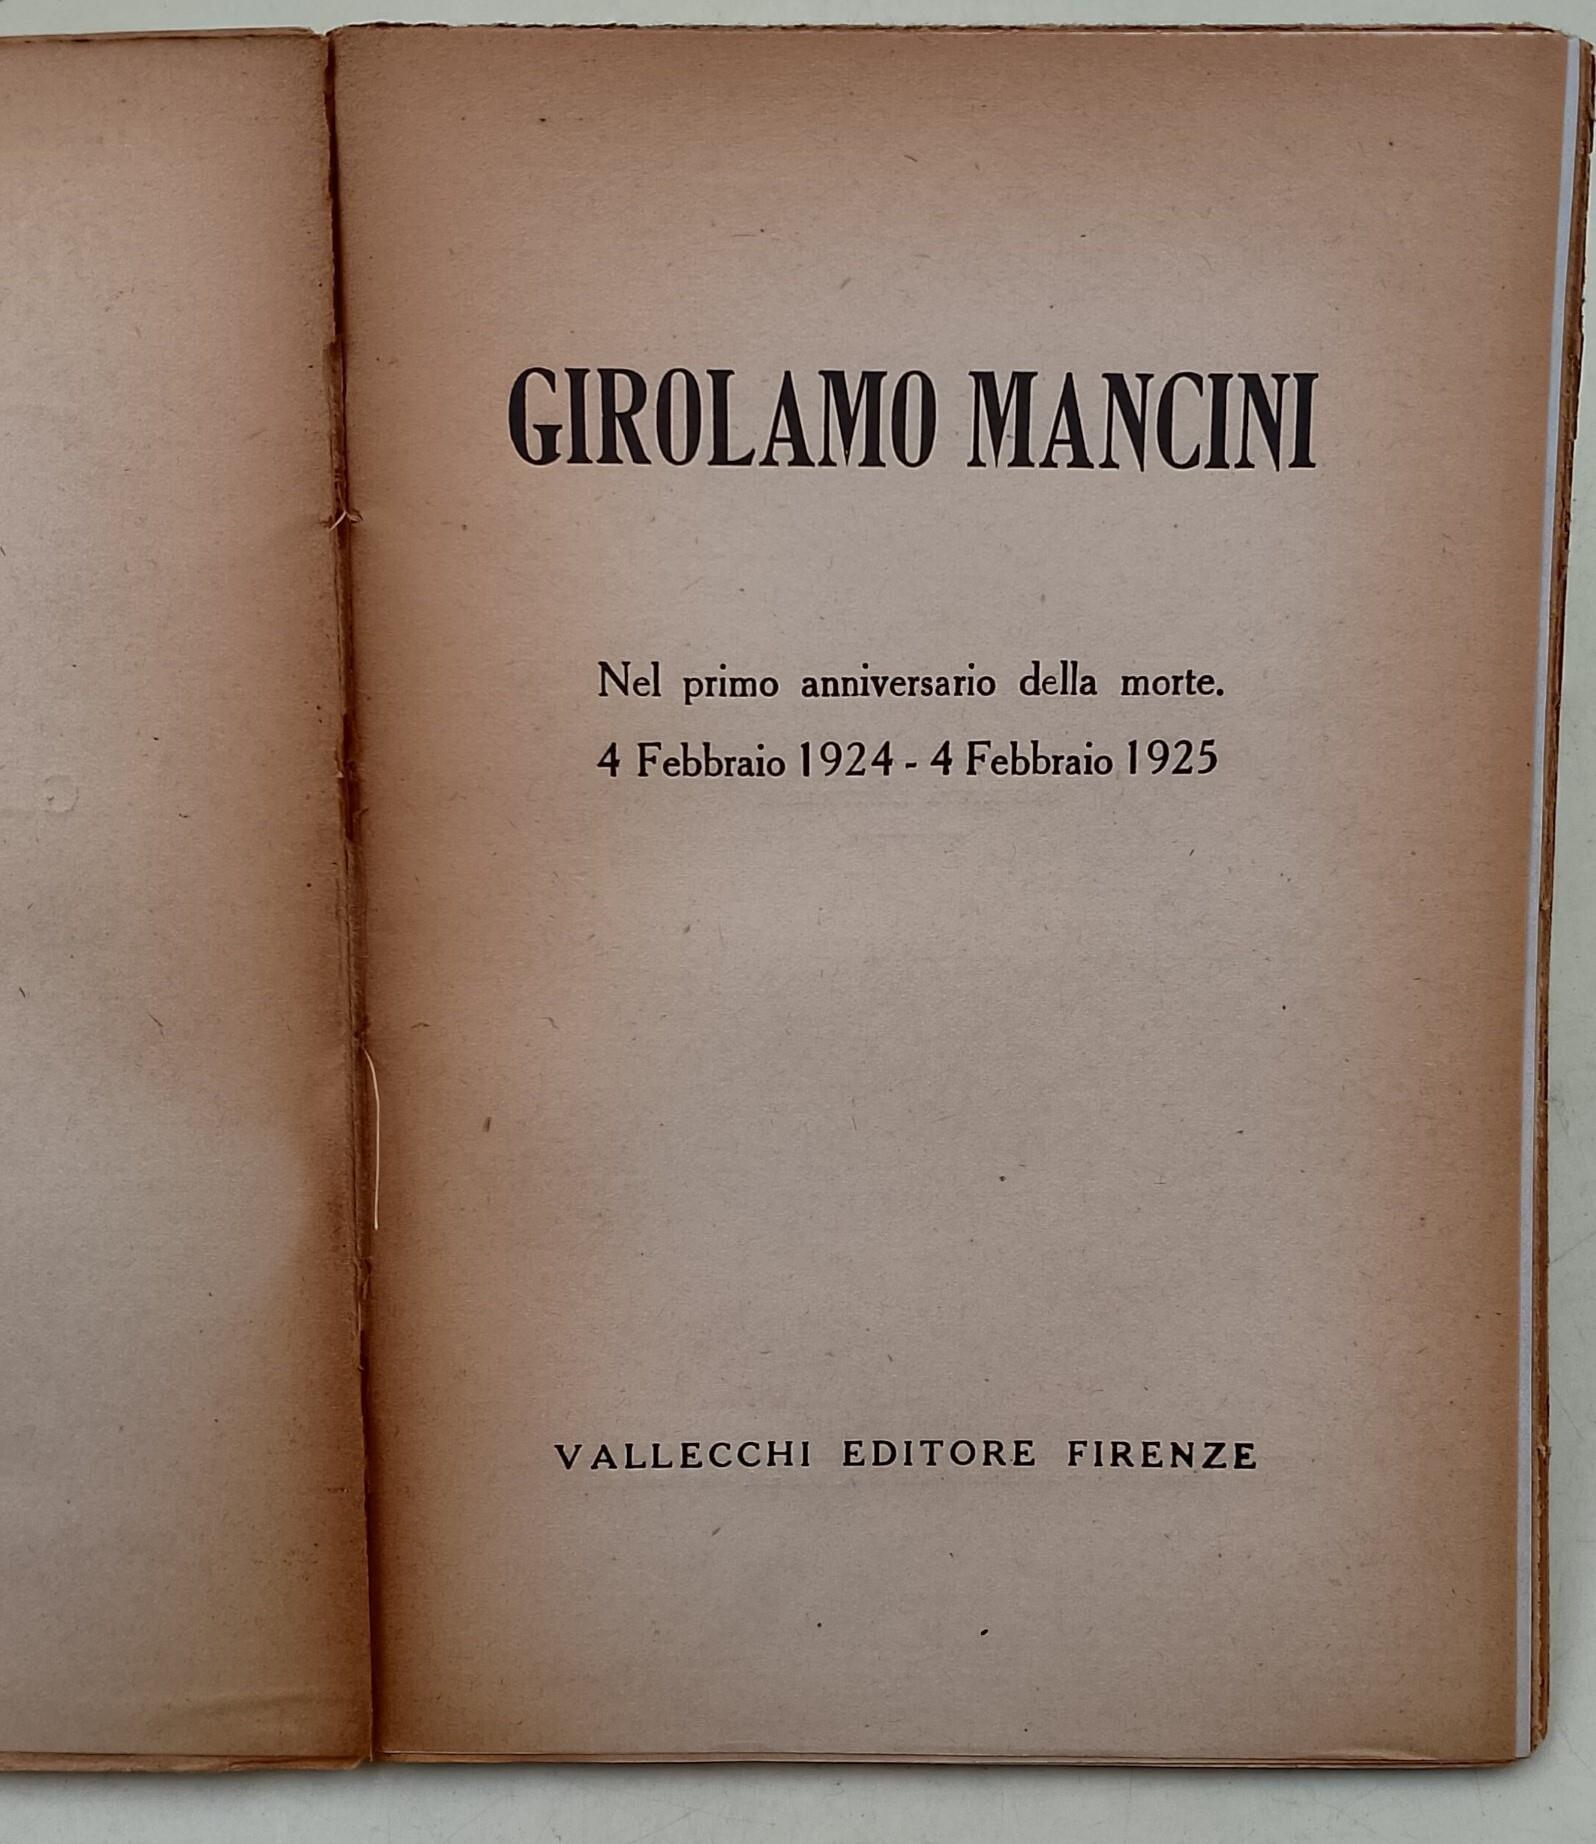 GIROLAMO MANCINI
Nel primo anniversario della morte.
4 Febbraio 1924 - 4 Febbraio 1925
VALLECCHI EDITORE FIRENZE